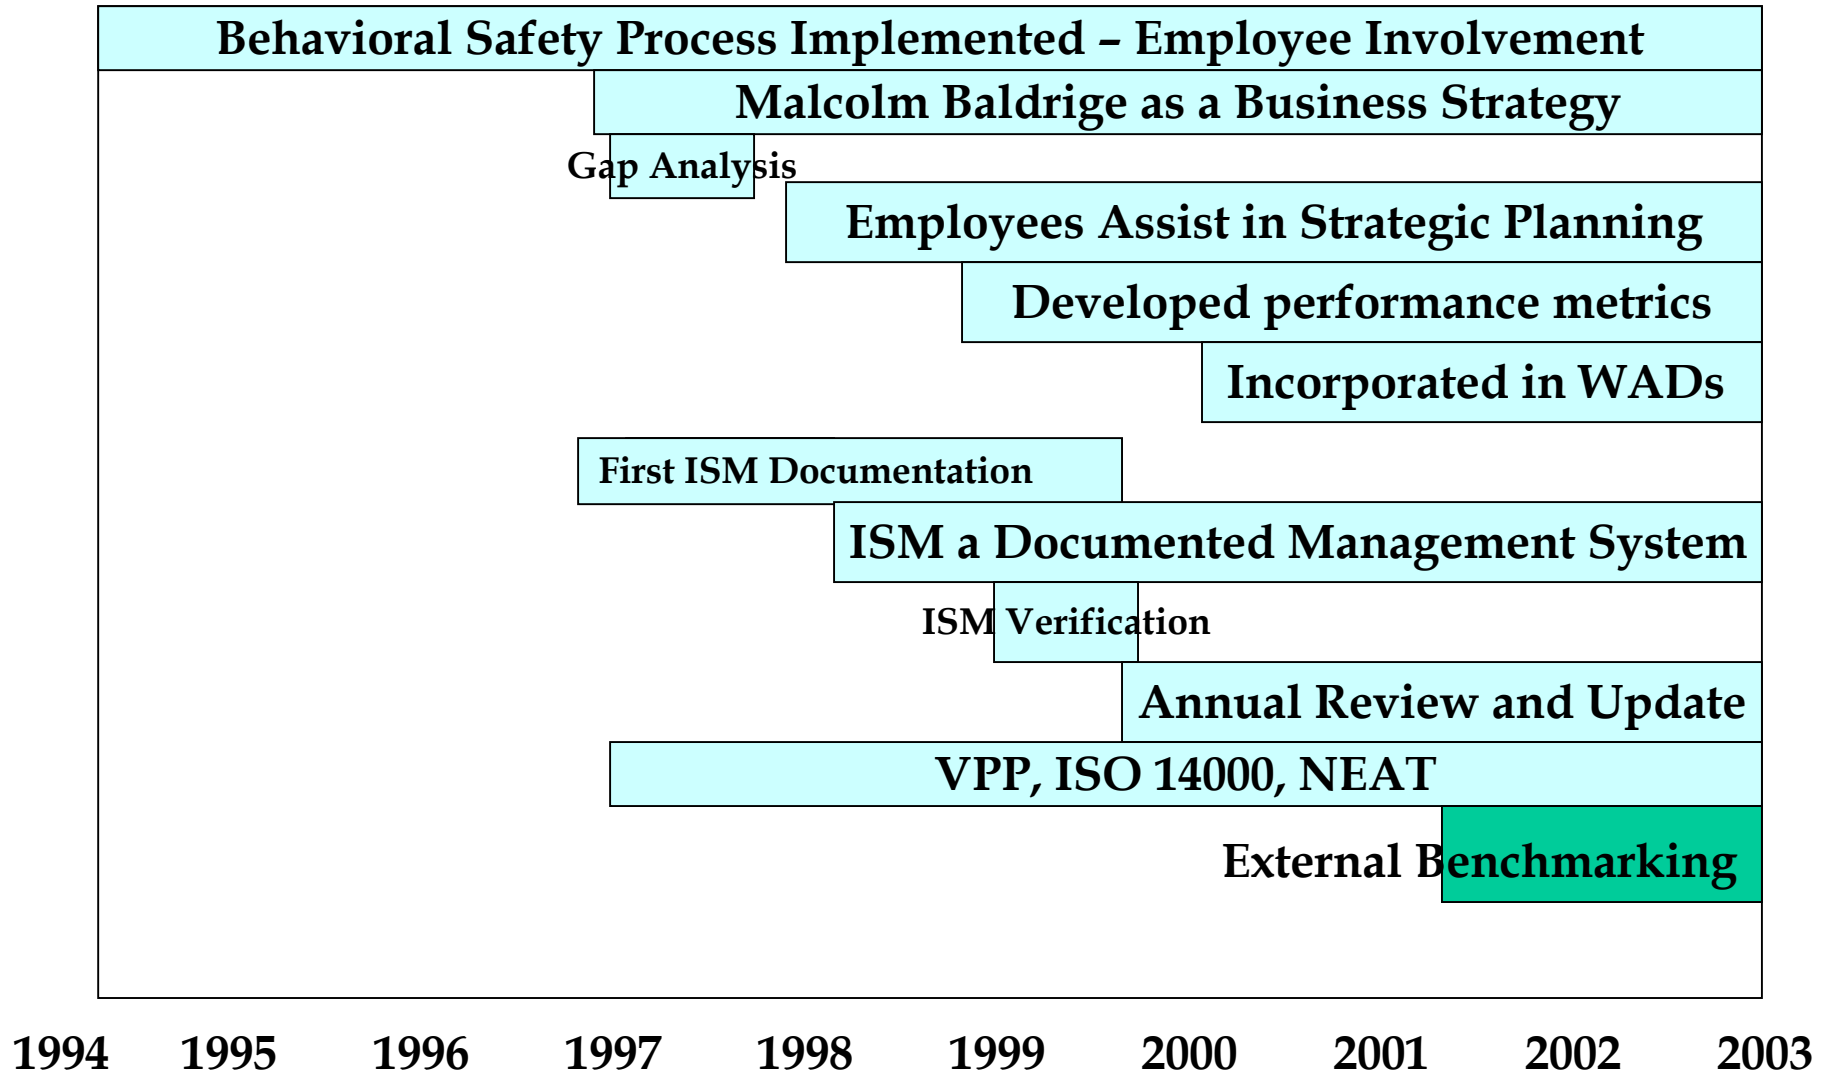 Behavioral Safety Process Implemented – Employee Involvement
Malcolm Baldrige as a Business Strategy
Gap Analysis
Employees Assist in Strategic Planning
Developed performance metrics
Incorporated in WADs
First ISM Documentation
ISM a Documented Management System
ISM Verification
Annual Review and Update
VPP, ISO 14000, NEAT
External Benchmarking
1994 1995 1996 1997 1998 1999 2000 2001 2002 2003